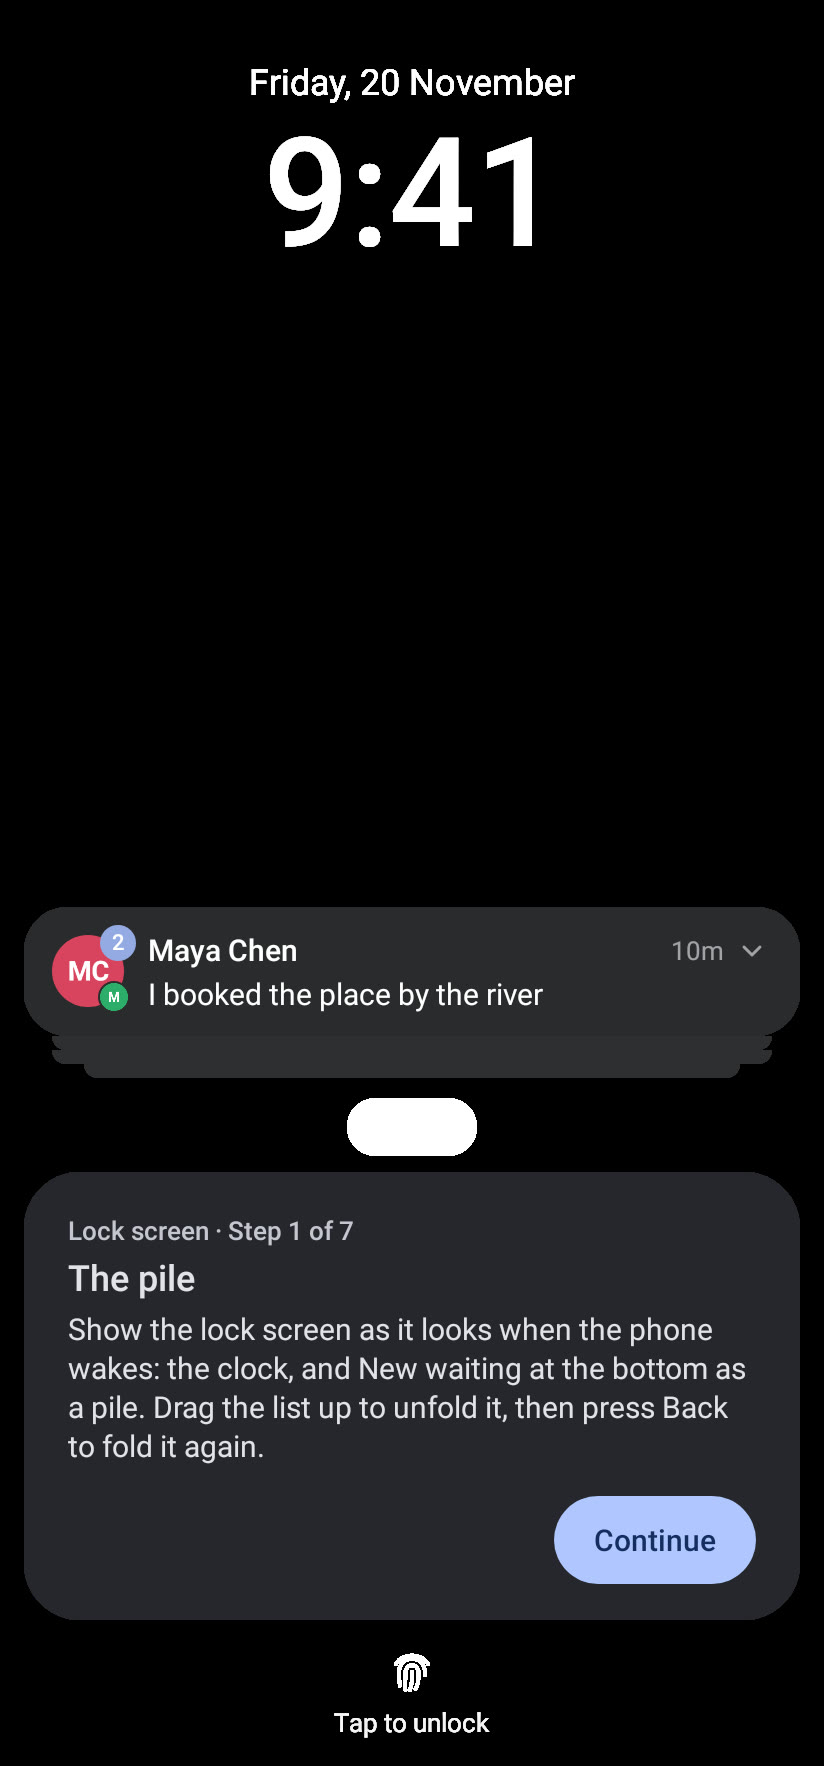 Friday, 20 November
9:41
2
MC
M
Maya Chen
10m
I booked the place by the river
Lock screen · Step 1 of 7
The pile
Show the lock screen as it looks when the phone
wakes: the clock, and New waiting at the bottom as
a pile. Drag the list up to unfold it, then press Back
to fold it again.
Continue
Tap to unlock